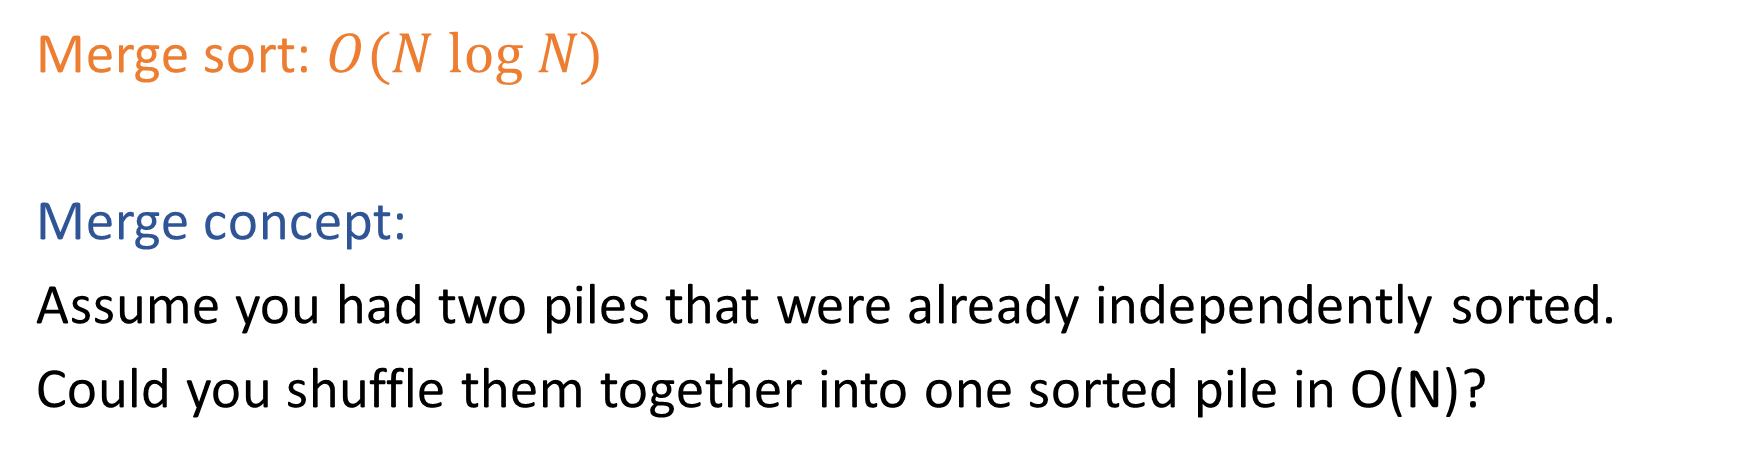 Merge sort: O(N log N)
Merge concept:
Assume you had two piles that were already independently sorted.
Could you shuffle them together into one sorted pile in O(N)?